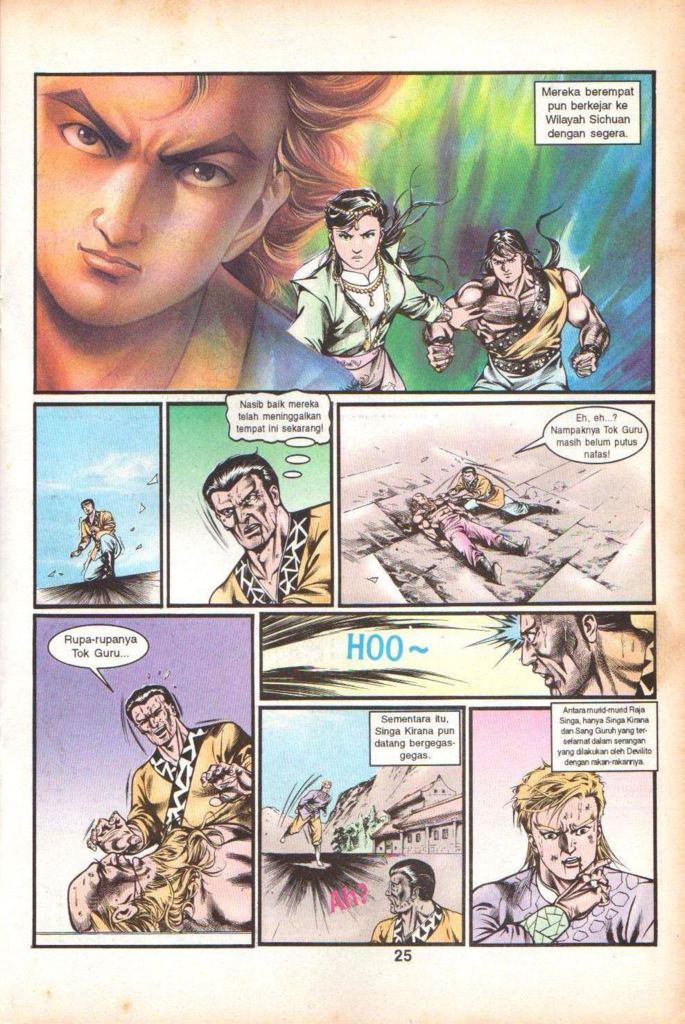 Mereka berempat
pun berkejar ke
Wilayah Sichuan
dengan segera.
Nasib baik mereka
telah meninggalkan
tempat ini sekarang!
Eh, eh...?
Nampaknya Tok Guru
masih belum putus
nafas!
Rupa-rupanya
Tok Guru...
HOO~
Sementara itu,
Singa Kirana pun
datang bergegas-
gegas.
Ah?
Antara murid-murid Raja
Singa, hanya Singa Kirana
dan Sang Guruh yang ter-
selamat dalam serangan
yang dilakukan oleh Devilito
dengan rakan-rakannya.
25